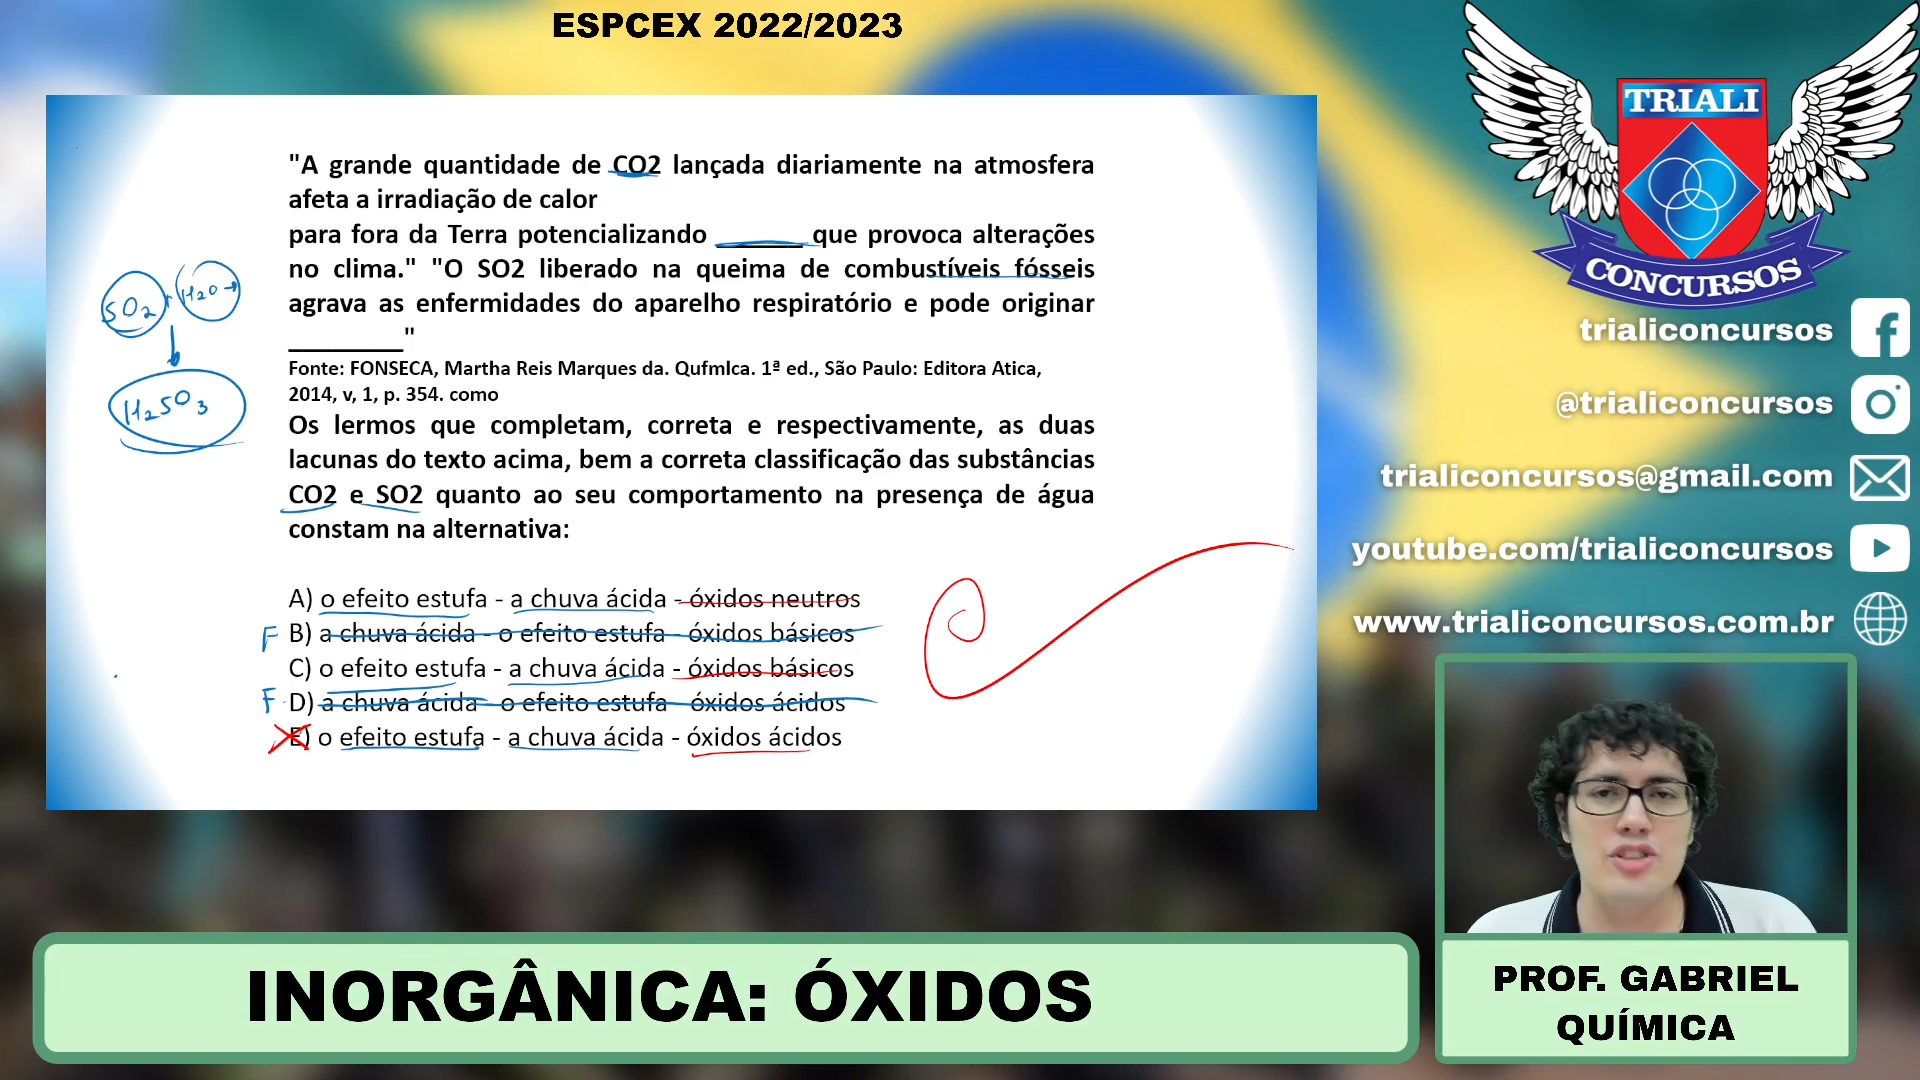 ESPCEX 2022/2023
"A grande quantidade de CO2 lançada diariamente na atmosfera
afeta a irradiação de calor
para fora da Terra potencializando ______ que provoca alterações
no clima." "O SO2 liberado na queima de combustíveis fósseis
agrava as enfermidades do aparelho respiratório e pode originar
________"
Fonte: FONSECA, Martha Reis Marques da. Qufmlca. 1ª ed., São Paulo: Editora Atica,
2014, v, 1, p. 354. como
Os lermos que completam, correta e respectivamente, as duas
lacunas do texto acima, bem a correta classificação das substâncias
CO2 e SO2 quanto ao seu comportamento na presença de água
constam na alternativa:
A) o efeito estufa - a chuva ácida - óxidos neutros
F B) a chuva ácida - o efeito estufa - óxidos básicos
C) o efeito estufa - a chuva ácida - óxidos básicos
F D) a chuva ácida - o efeito estufa - óxidos ácidos
E) o efeito estufa - a chuva ácida - óxidos ácidos
SO2 + H2O →
H2SO3
TRIALI
CONCURSOS
trialiconcursos
@trialiconcursos
trialiconcursos@gmail.com
youtube.com/trialiconcursos
www.trialiconcursos.com.br
INORGÂNICA: ÓXIDOS
PROF. GABRIEL
QUÍMICA